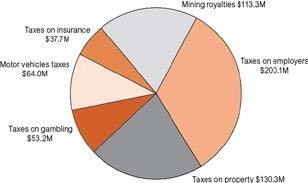 Mining royalties $113.3M
Taxes on insurance
$37.7M
Taxes on employers
$200.1M
Motor vehicles taxes
$64.0M
Taxes on gambling
$53.2M
Taxes on property $130.3M